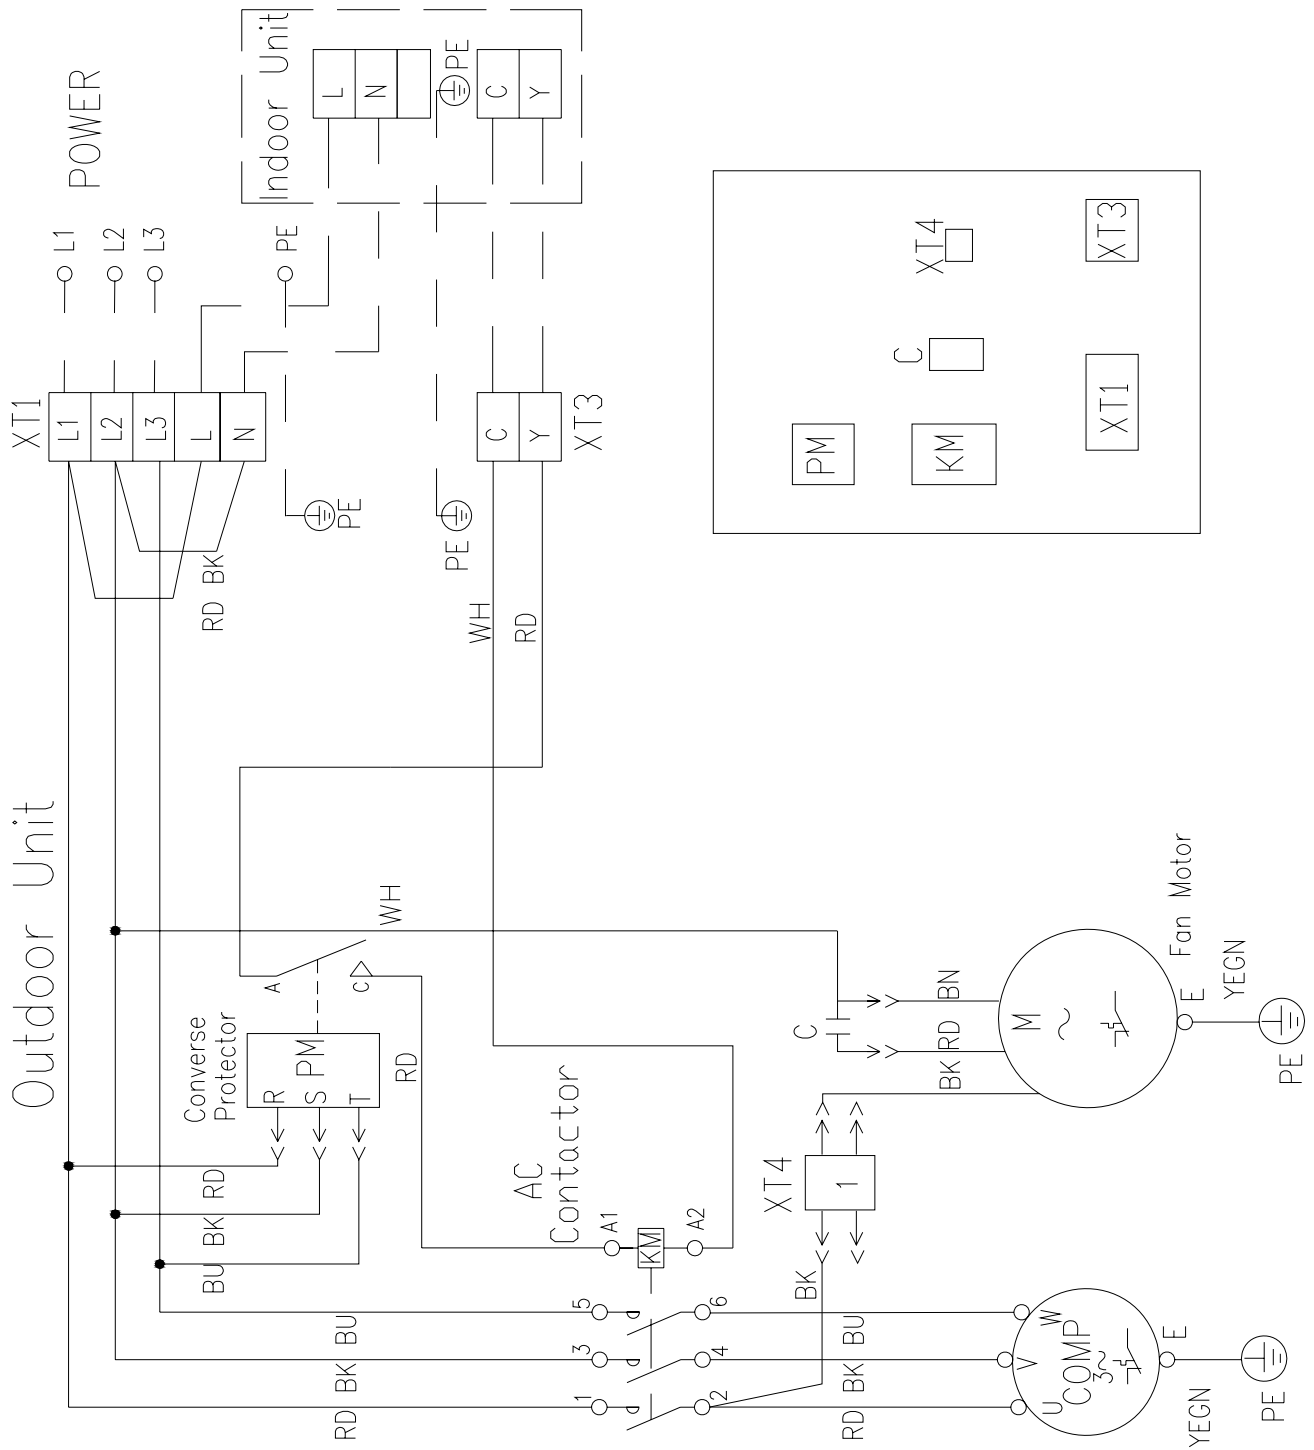 Outdoor Unit
POWER
XT1
L1
L2
L3
L
N
L1
L2
L3
PE
PE
Indoor Unit
L
N
PE
C
Y
C
Y
XT3
PE
RD
BK
WH
RD
Converse
Protector
PM
R
S
T
A
C
WH
RD
BU
BK
RD
AC
Contactor
A1
KM
A2
RD
BK
BU
1
3
5
2
4
6
RD
BK
BU
BK
XT4
1
C
BK
RD
BN
M
Fan Motor
E
YEGN
PE
U
V
W
COMP
3~
E
YEGN
PE
PM
KM
C
XT4
XT1
XT3